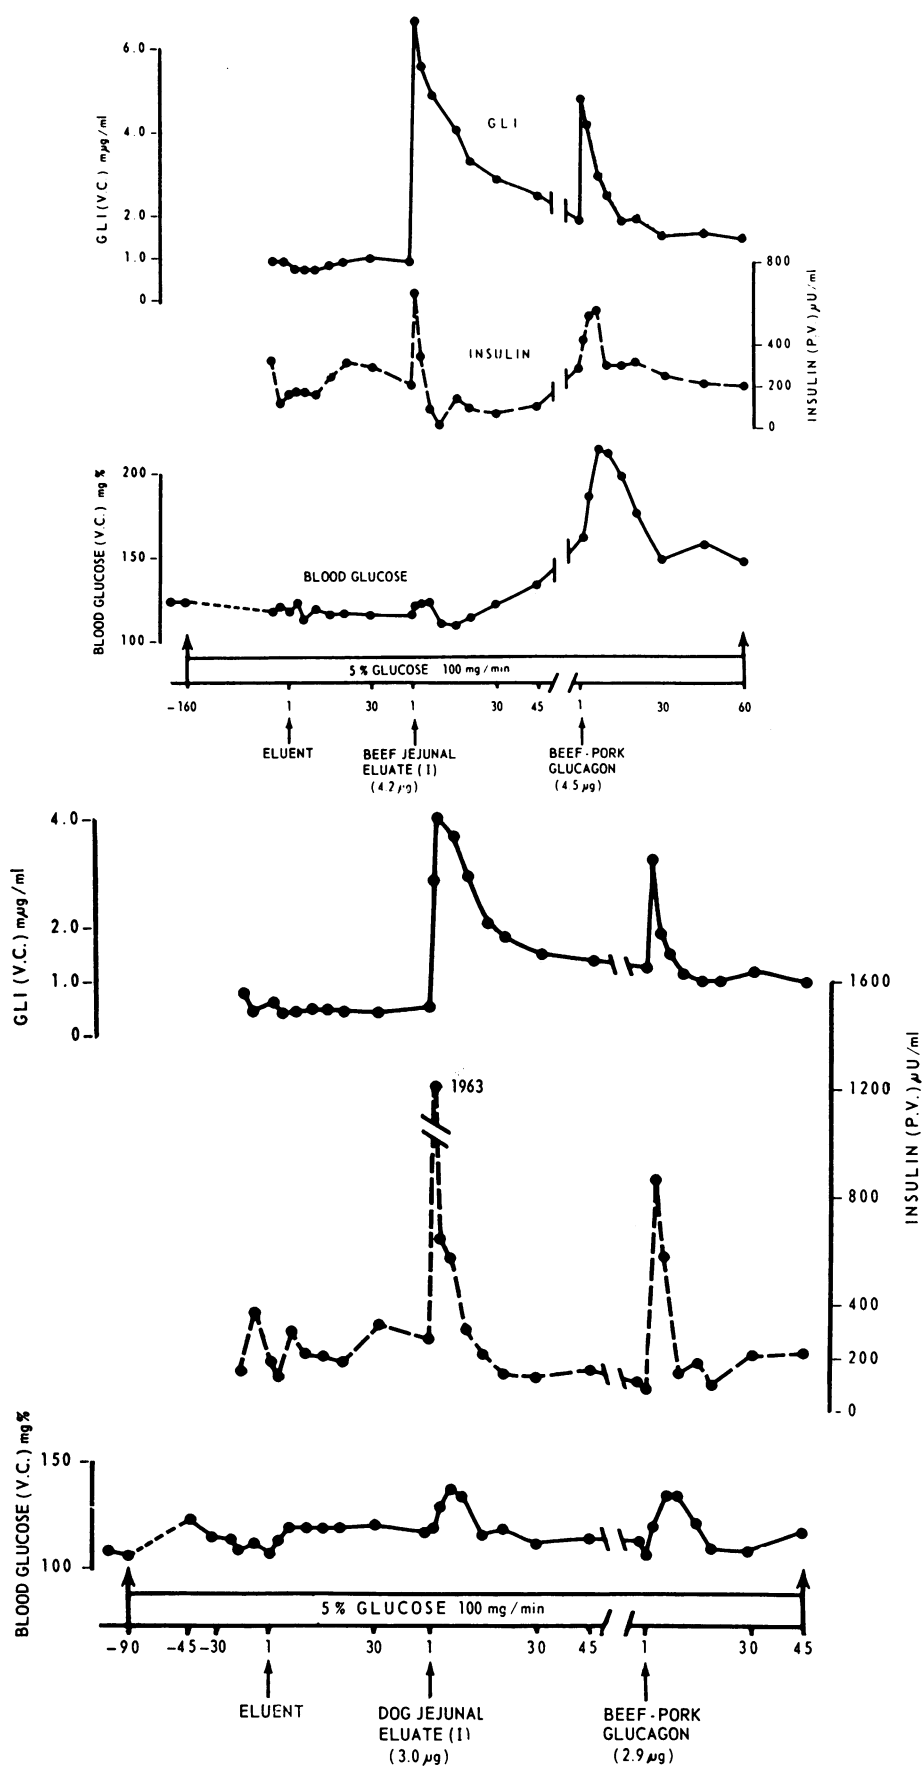 6.0
4.0
2.0
1.0
0
GLI (V.C.) mµg/ml
GLI
800
400
200
0
INSULIN (P.V.) µU/ml
INSULIN
200
150
100
BLOOD GLUCOSE (V.C.) mg %
BLOOD GLUCOSE
5% GLUCOSE 100 mg/min
-160 1 30 1 30 45 1 30 60
ELUENT
BEEF JEJUNAL
ELUATE (I)
(4.2 µg)
BEEF-PORK
GLUCAGON
(4.5 µg)
4.0
2.0
1.0
0
GLI (V.C.) mµg/ml
1963
1600
1200
800
400
200
0
INSULIN (P.V.) µU/ml
150
100
BLOOD GLUCOSE (V.C.) mg%
5% GLUCOSE 100 mg/min
-90 -45 -30 1 30 1 30 45 1 30 45
ELUENT
DOG JEJUNAL
ELUATE (I)
(3.0 µg)
BEEF-PORK
GLUCAGON
(2.9 µg)